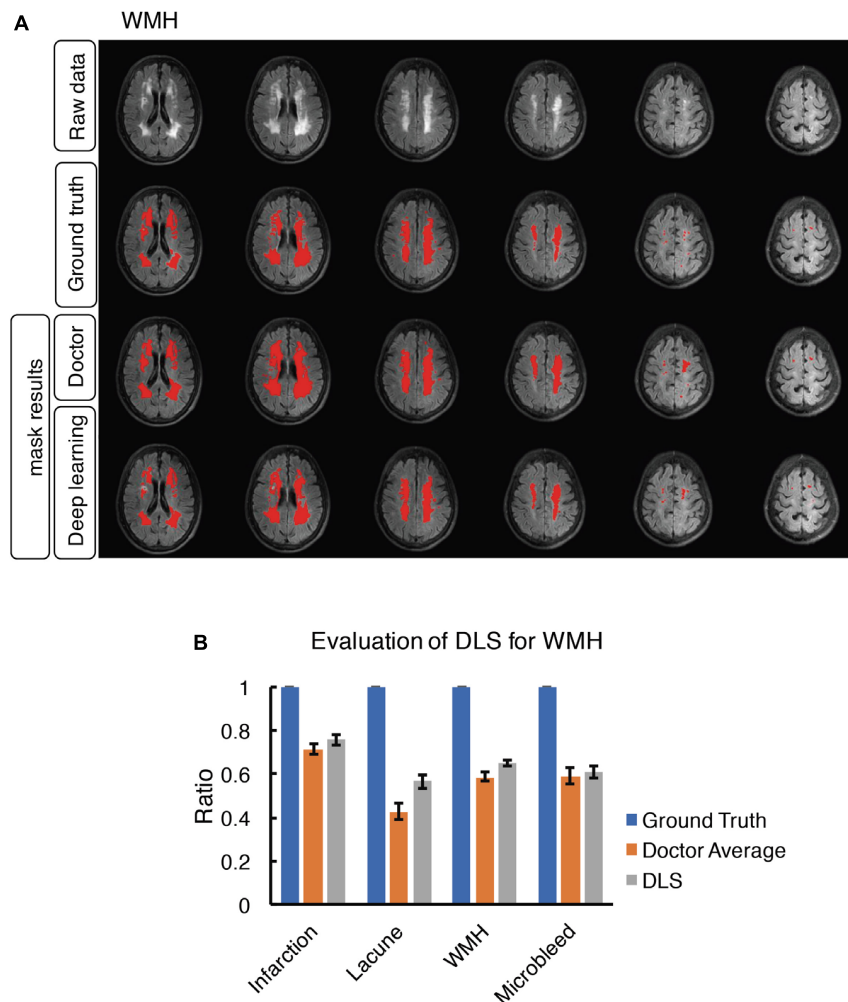 A
WMH
Raw data
Ground truth
mask results
Doctor
Deep learning
B
Evaluation of DLS for WMH
Ratio
1
0.8
0.6
0.4
0.2
0
Infarction
Lacune
WMH
Microbleed
Ground Truth
Doctor Average
DLS